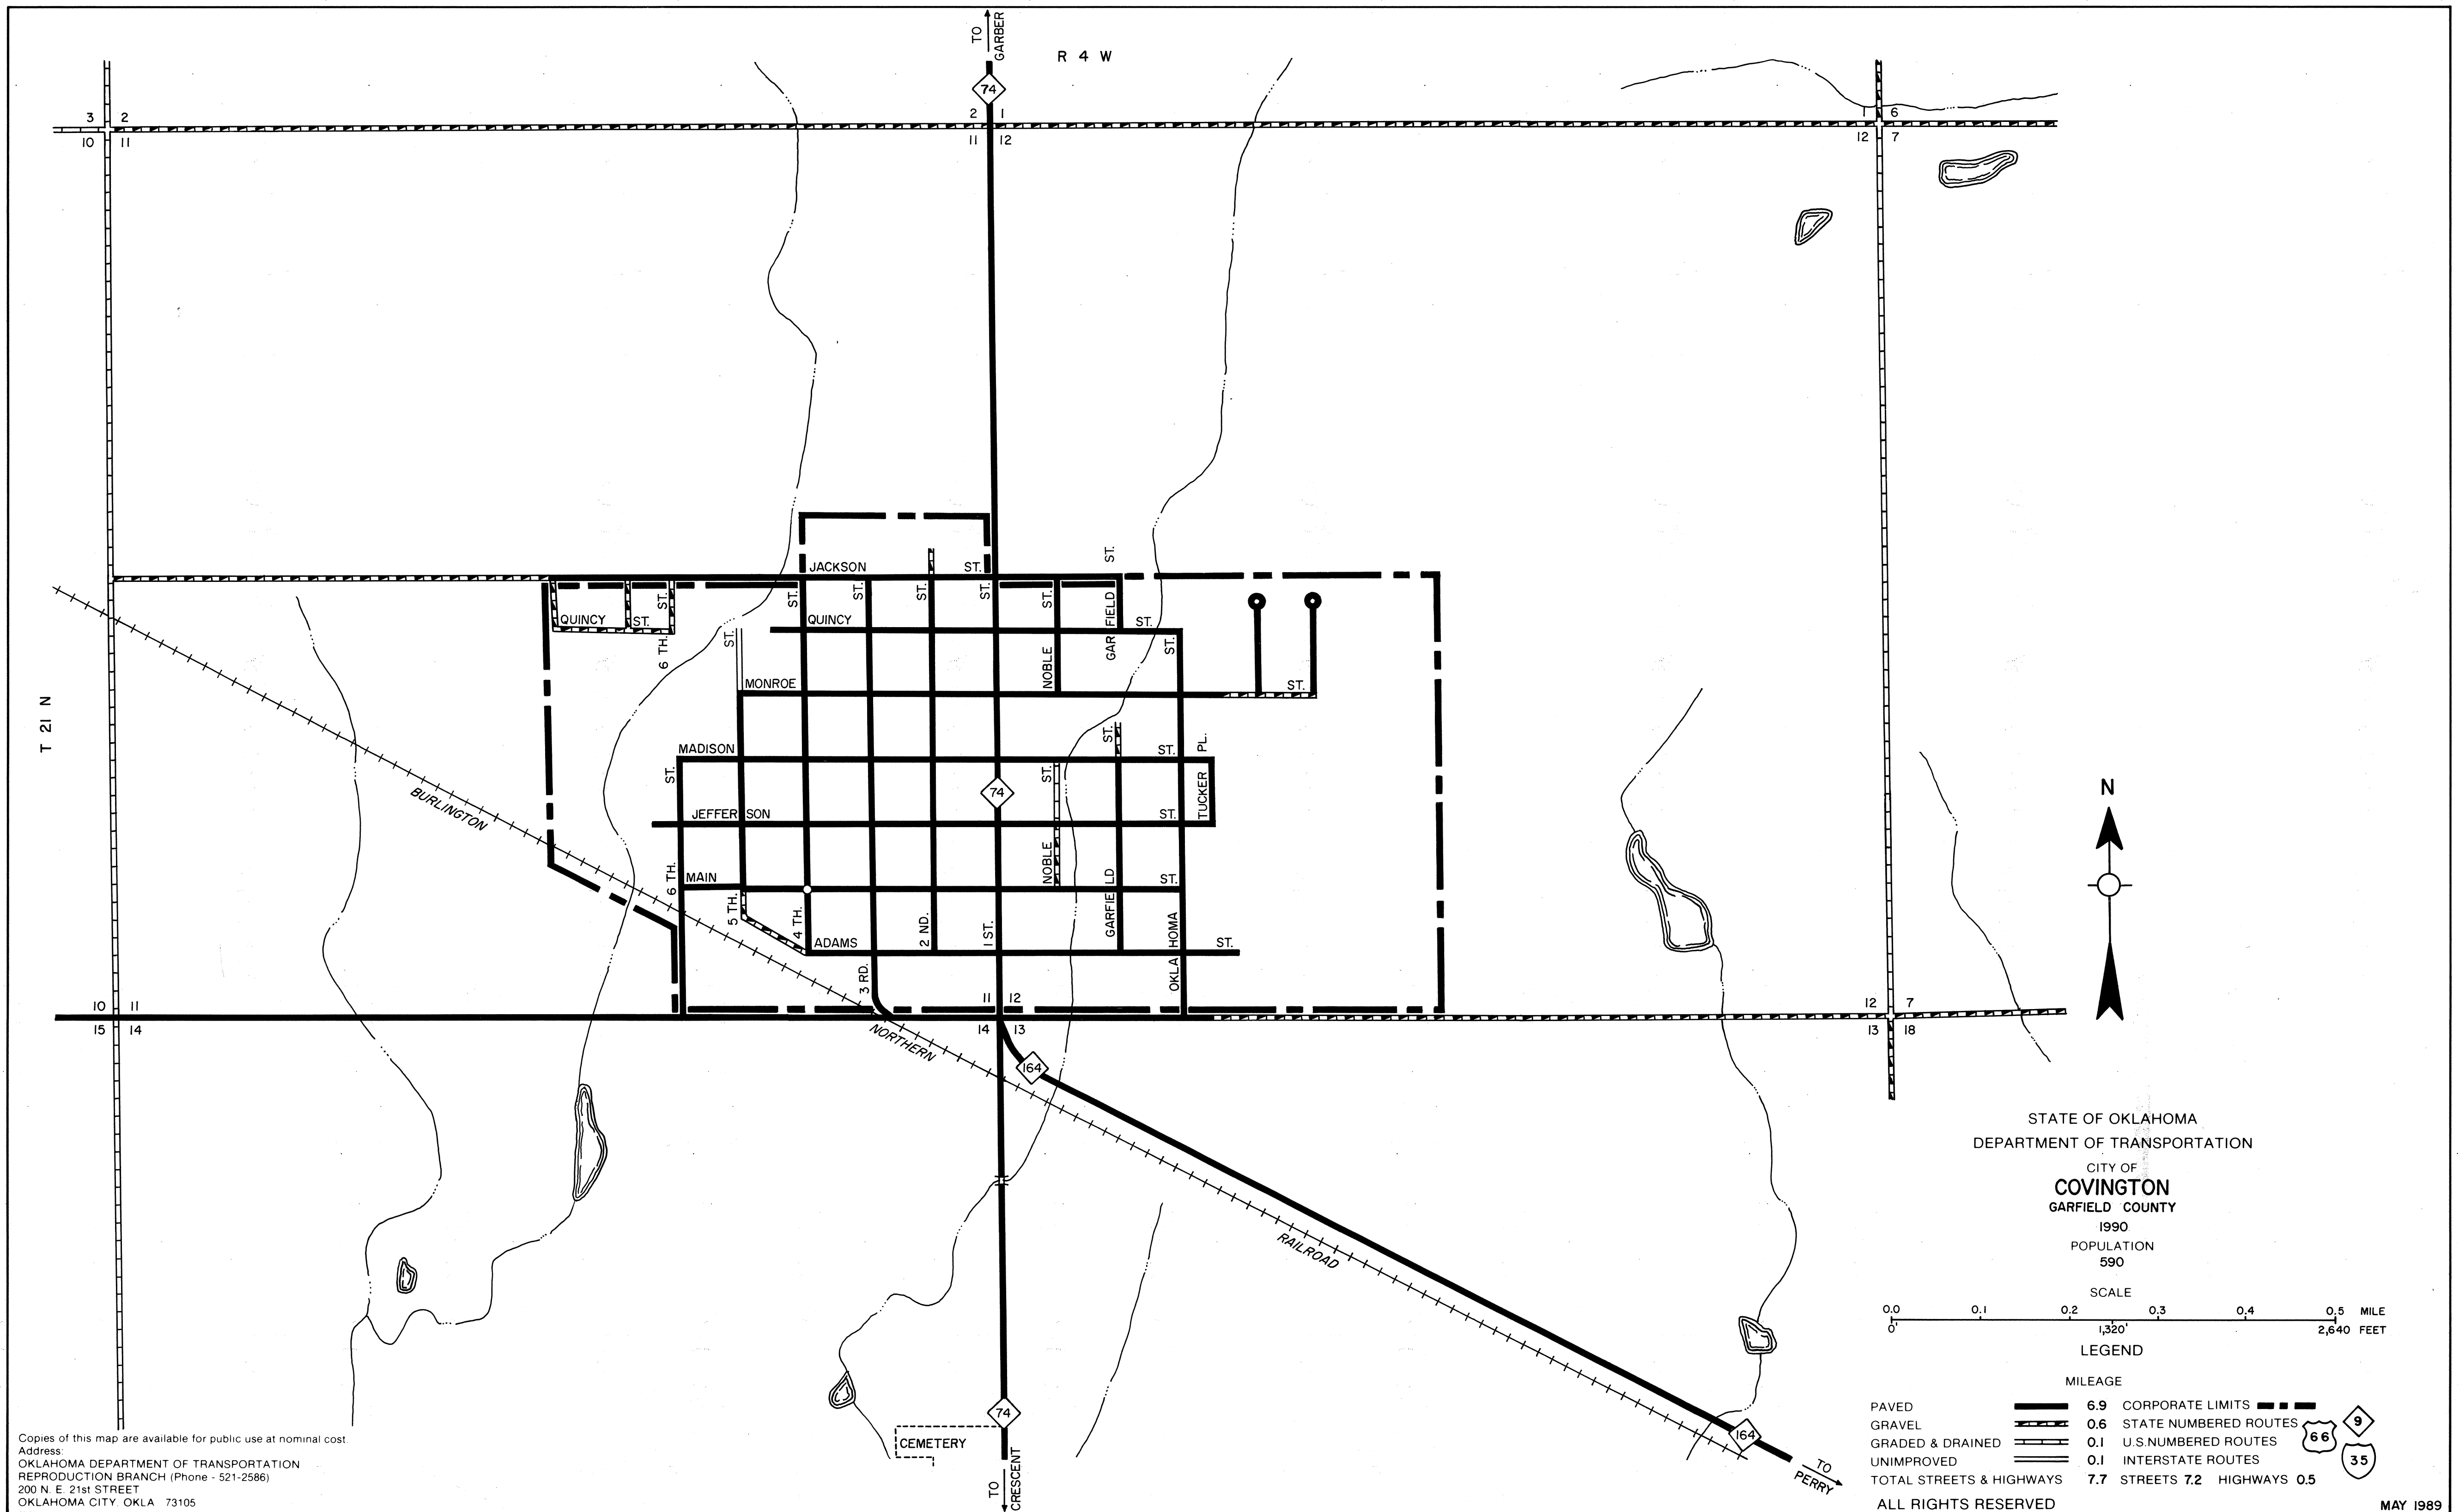 TO GARBER
R 4 W
74
3 2
2 1
1 6
10 11
11 12
12 7
JACKSON ST.
ST.
ST.
ST.
ST.
ST.
ST.
GARFIELD ST.
QUINCY ST.
6 TH. ST.
QUINCY ST.
ST.
ST.
NOBLE
MONROE ST.
T 21 N
MADISON ST.
ST.
ST.
ST.
TUCKER PL.
74
BURLINGTON
JEFFERSON ST.
NOBLE
MAIN ST.
6 TH.
5 TH.
4 TH.
3 RD.
2 ND.
1 ST.
GARFIELD
OKLAHOMA
ADAMS ST.
N
10 11
11 12
12 7
15 14
14 13
13 18
NORTHERN
164
RAILROAD
74
CEMETERY
TO CRESCENT
164
TO PERRY
STATE OF OKLAHOMA
DEPARTMENT OF TRANSPORTATION
CITY OF
COVINGTON
GARFIELD COUNTY
1990
POPULATION
590
SCALE
0.0 0.1 0.2 0.3 0.4 0.5 MILE
0' 1,320' 2,640 FEET
LEGEND
MILEAGE
PAVED 6.9 CORPORATE LIMITS
GRAVEL 0.6 STATE NUMBERED ROUTES 9
GRADED & DRAINED 0.1 U.S.NUMBERED ROUTES 66
UNIMPROVED 0.1 INTERSTATE ROUTES 35
TOTAL STREETS & HIGHWAYS 7.7 STREETS 7.2 HIGHWAYS 0.5
ALL RIGHTS RESERVED
MAY 1989
Copies of this map are available for public use at nominal cost.
Address:
OKLAHOMA DEPARTMENT OF TRANSPORTATION
REPRODUCTION BRANCH (Phone - 521-2586)
200 N. E. 21st STREET
OKLAHOMA CITY OKLA 73105